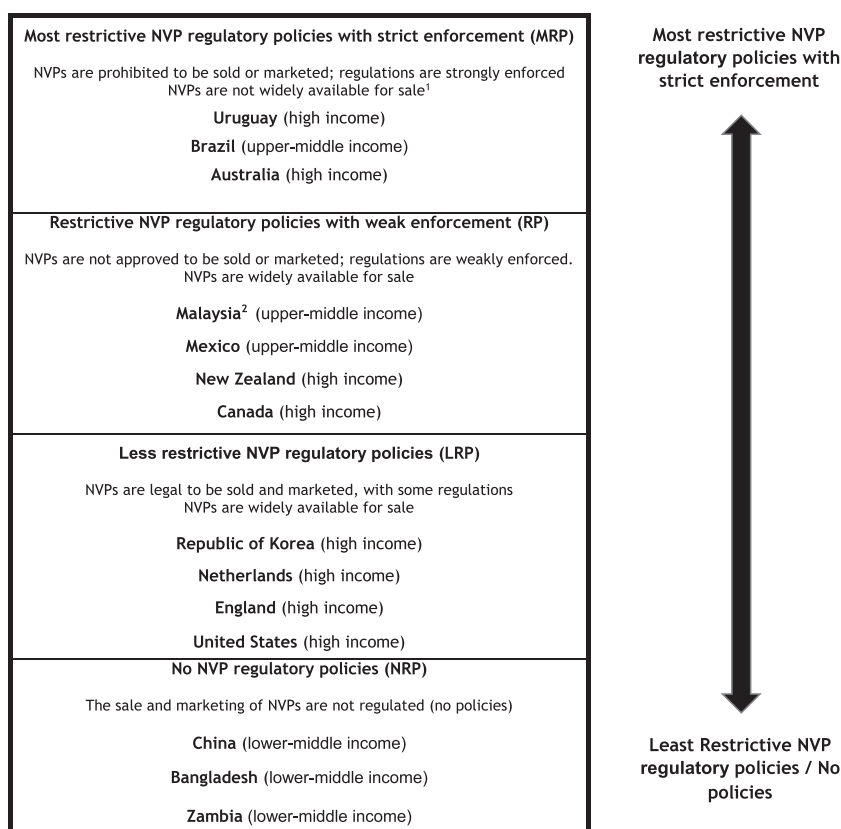 Most restrictive NVP regulatory policies with strict enforcement (MRP)
NVPs are prohibited to be sold or marketed; regulations are strongly enforced
NVPs are not widely available for sale¹
Uruguay (high income)
Brazil (upper-middle income)
Australia (high income)
Restrictive NVP regulatory policies with weak enforcement (RP)
NVPs are not approved to be sold or marketed; regulations are weakly enforced.
NVPs are widely available for sale
Malaysia² (upper-middle income)
Mexico (upper-middle income)
New Zealand (high income)
Canada (high income)
Less restrictive NVP regulatory policies (LRP)
NVPs are legal to be sold and marketed, with some regulations
NVPs are widely available for sale
Republic of Korea (high income)
Netherlands (high income)
England (high income)
United States (high income)
No NVP regulatory policies (NRP)
The sale and marketing of NVPs are not regulated (no policies)
China (lower-middle income)
Bangladesh (lower-middle income)
Zambia (lower-middle income)
Most restrictive NVP
regulatory policies with
strict enforcement
Least Restrictive NVP
regulatory policies / No
policies